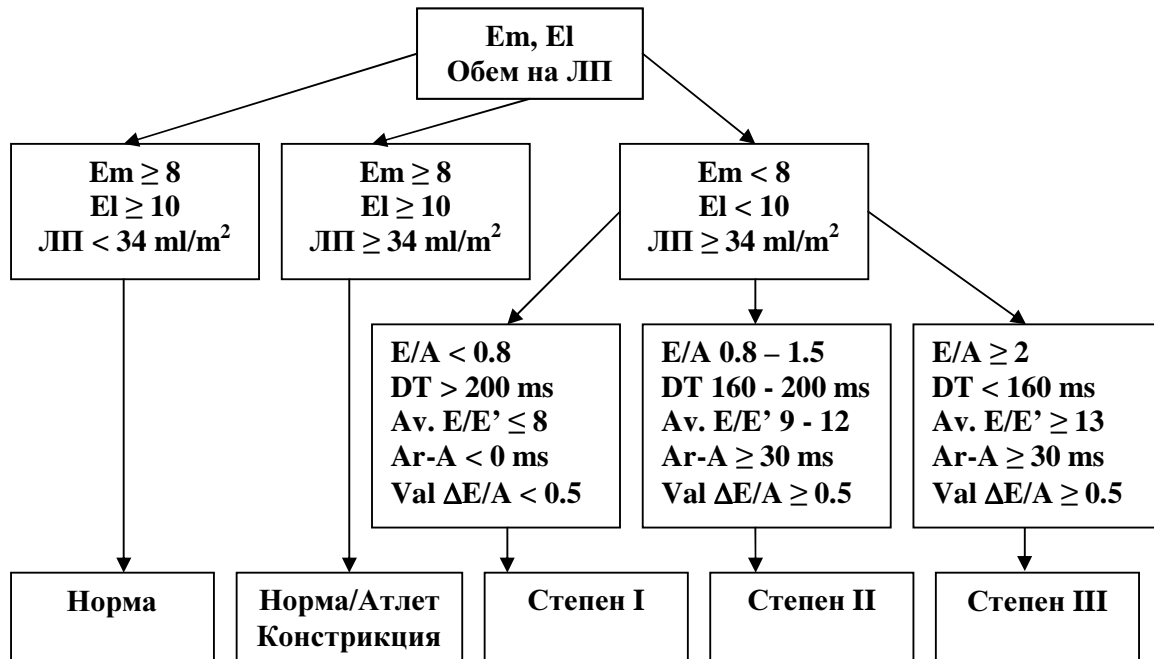 Em, El
Обем на ЛП
Em ≥ 8
El ≥ 10
ЛП < 34 ml/m²
Em ≥ 8
El ≥ 10
ЛП ≥ 34 ml/m²
Em < 8
El < 10
ЛП ≥ 34 ml/m²
E/A < 0.8
DT > 200 ms
Av. E/E’ ≤ 8
Ar-A < 0 ms
Val ΔE/A < 0.5
E/A 0.8 – 1.5
DT 160 - 200 ms
Av. E/E’ 9 - 12
Ar-A ≥ 30 ms
Val ΔE/A ≥ 0.5
E/A ≥ 2
DT < 160 ms
Av. E/E’ ≥ 13
Ar-A ≥ 30 ms
Val ΔE/A ≥ 0.5
Норма
Норма/Атлет
Констрикция
Степен I
Степен II
Степен III